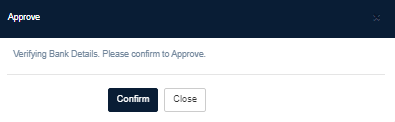 Approve
Verifying Bank Details. Please confirm to Approve.
Confirm Close